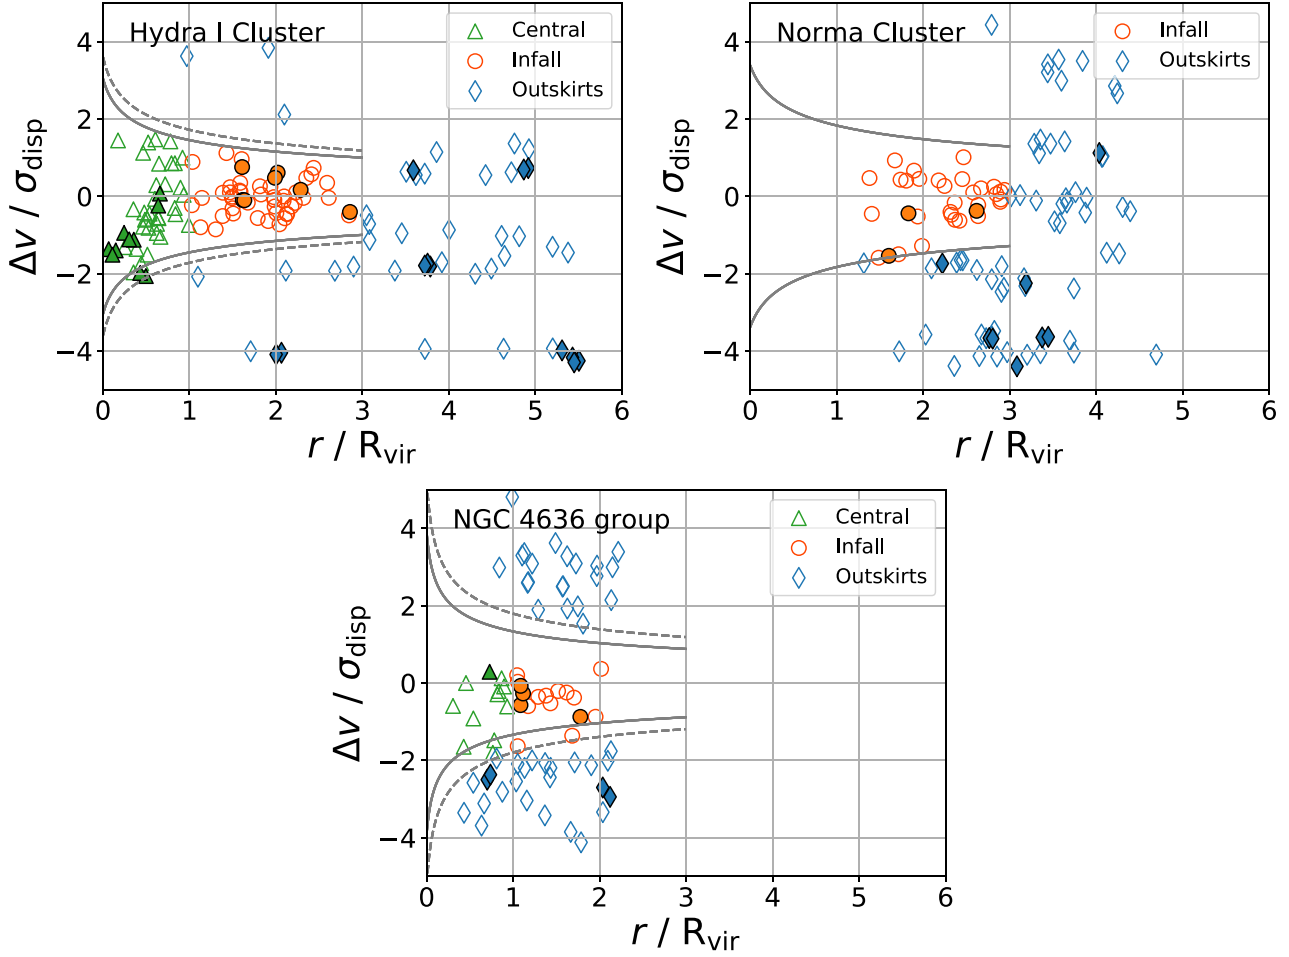 Hydra I Cluster
Central
Infall
Outskirts
4
2
0
−2
−4
Δv / σdisp
0 1 2 3 4 5 6
r / Rvir
Norma Cluster
Infall
Outskirts
4
2
0
−2
−4
Δv / σdisp
0 1 2 3 4 5 6
r / Rvir
NGC 4636 group
Central
Infall
Outskirts
4
2
0
−2
−4
Δv / σdisp
0 1 2 3 4 5 6
r / Rvir